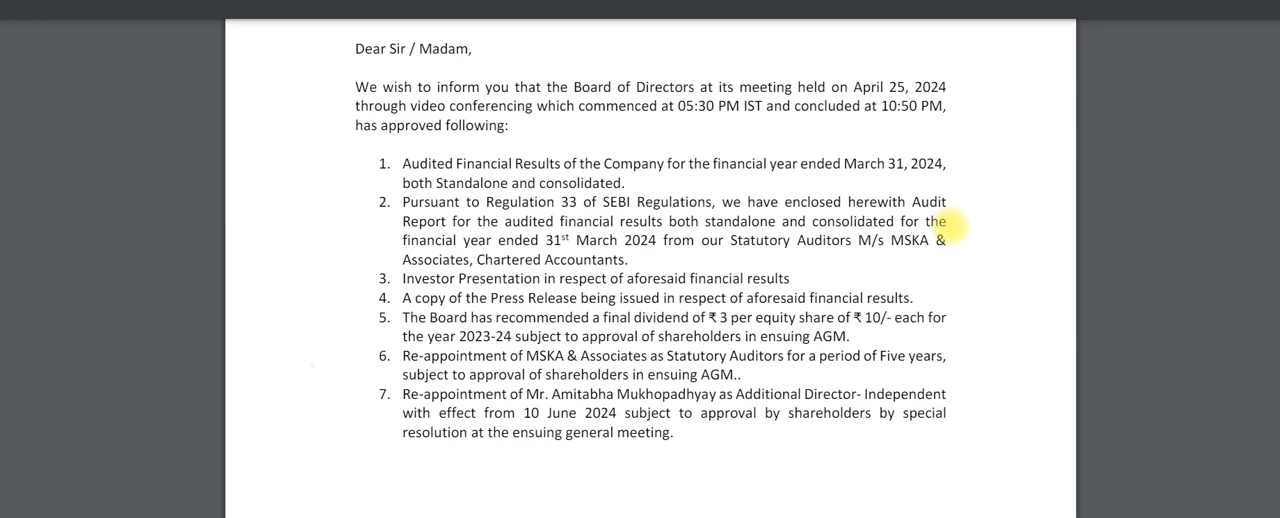 Dear Sir / Madam,
We wish to inform you that the Board of Directors at its meeting held on April 25, 2024
through video conferencing which commenced at 05:30 PM IST and concluded at 10:50 PM,
has approved following:
1. Audited Financial Results of the Company for the financial year ended March 31, 2024,
both Standalone and consolidated.
2. Pursuant to Regulation 33 of SEBI Regulations, we have enclosed herewith Audit
Report for the audited financial results both standalone and consolidated for the
financial year ended 31st March 2024 from our Statutory Auditors M/s MSKA &
Associates, Chartered Accountants.
3. Investor Presentation in respect of aforesaid financial results
4. A copy of the Press Release being issued in respect of aforesaid financial results.
5. The Board has recommended a final dividend of ₹ 3 per equity share of ₹ 10/- each for
the year 2023-24 subject to approval of shareholders in ensuing AGM.
6. Re-appointment of MSKA & Associates as Statutory Auditors for a period of Five years,
subject to approval of shareholders in ensuing AGM..
7. Re-appointment of Mr. Amitabha Mukhopadhyay as Additional Director- Independent
with effect from 10 June 2024 subject to approval by shareholders by special
resolution at the ensuing general meeting.